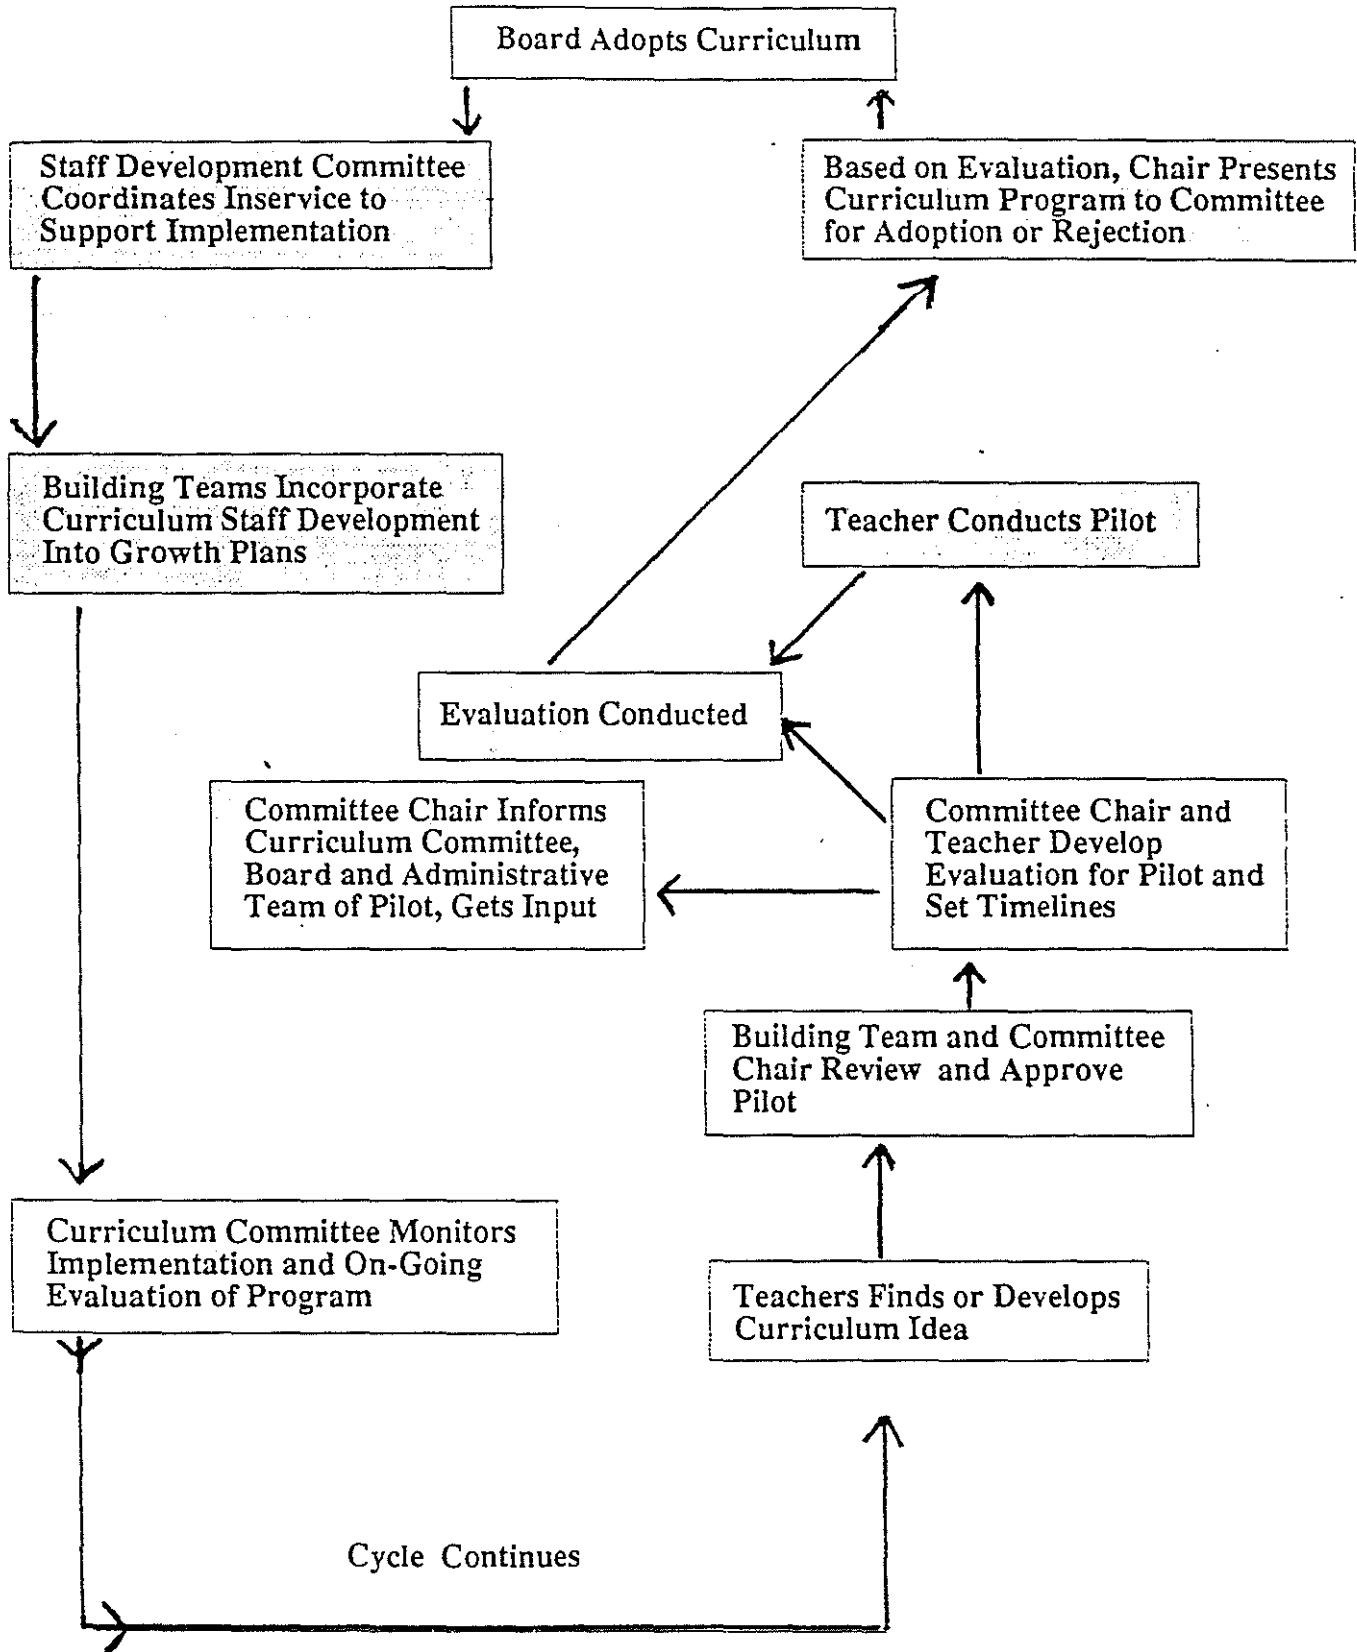 Board Adopts Curriculum
Staff Development Committee
Coordinates Inservice to
Support Implementation
Based on Evaluation, Chair Presents
Curriculum Program to Committee
for Adoption or Rejection
Building Teams Incorporate
Curriculum Staff Development
Into Growth Plans
Teacher Conducts Pilot
Evaluation Conducted
Committee Chair Informs
Curriculum Committee,
Board and Administrative
Team of Pilot, Gets Input
Committee Chair and
Teacher Develop
Evaluation for Pilot and
Set Timelines
Building Team and Committee
Chair Review and Approve
Pilot
Curriculum Committee Monitors
Implementation and On-Going
Evaluation of Program
Teachers Finds or Develops
Curriculum Idea
Cycle Continues